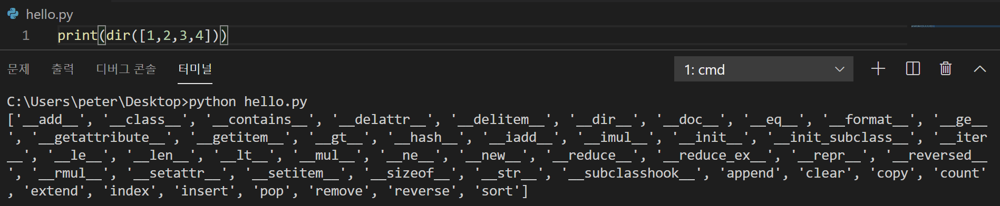 hello.py
1 print(dir([1,2,3,4]))
문제 출력 디버그 콘솔 터미널 1: cmd
C:\Users\peter\Desktop>python hello.py
['__add__', '__class__', '__contains__', '__delattr__', '__delitem__', '__dir__', '__doc__', '__eq__', '__format__', '__ge__
', '__getattribute__', '__getitem__', '__gt__', '__hash__', '__iadd__', '__imul__', '__init__', '__init_subclass__', '__iter
__', '__le__', '__len__', '__lt__', '__mul__', '__ne__', '__new__', '__reduce__', '__reduce_ex__', '__repr__', '__reversed__
', '__rmul__', '__setattr__', '__setitem__', '__sizeof__', '__str__', '__subclasshook__', 'append', 'clear', 'copy', 'count'
, 'extend', 'index', 'insert', 'pop', 'remove', 'reverse', 'sort']